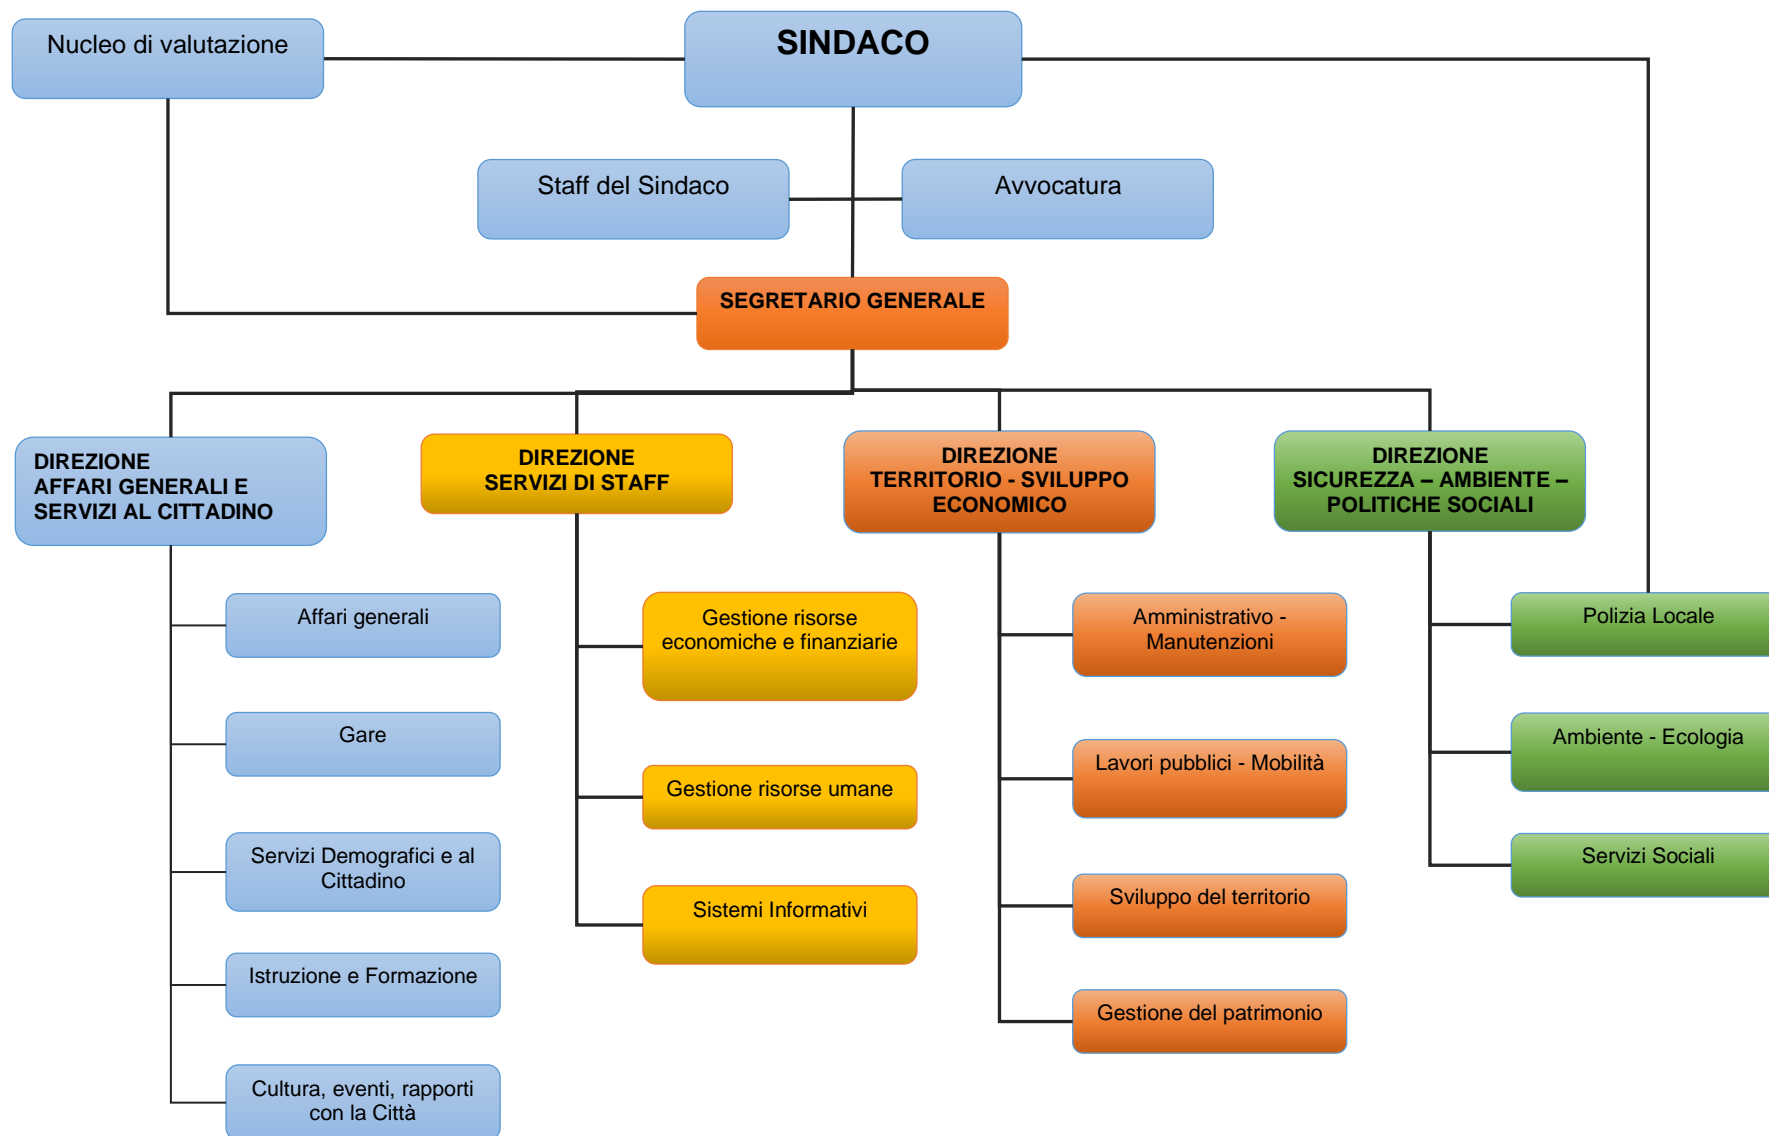 Nucleo di valutazione
SINDACO
Staff del Sindaco
Avvocatura
SEGRETARIO GENERALE
DIREZIONE
AFFARI GENERALI E
SERVIZI AL CITTADINO
DIREZIONE
SERVIZI DI STAFF
DIREZIONE
TERRITORIO - SVILUPPO
ECONOMICO
DIREZIONE
SICUREZZA – AMBIENTE –
POLITICHE SOCIALI
Affari generali
Gare
Servizi Demografici e al
Cittadino
Istruzione e Formazione
Cultura, eventi, rapporti
con la Città
Gestione risorse
economiche e finanziarie
Gestione risorse umane
Sistemi Informativi
Amministrativo -
Manutenzioni
Lavori pubblici - Mobilità
Sviluppo del territorio
Gestione del patrimonio
Polizia Locale
Ambiente - Ecologia
Servizi Sociali